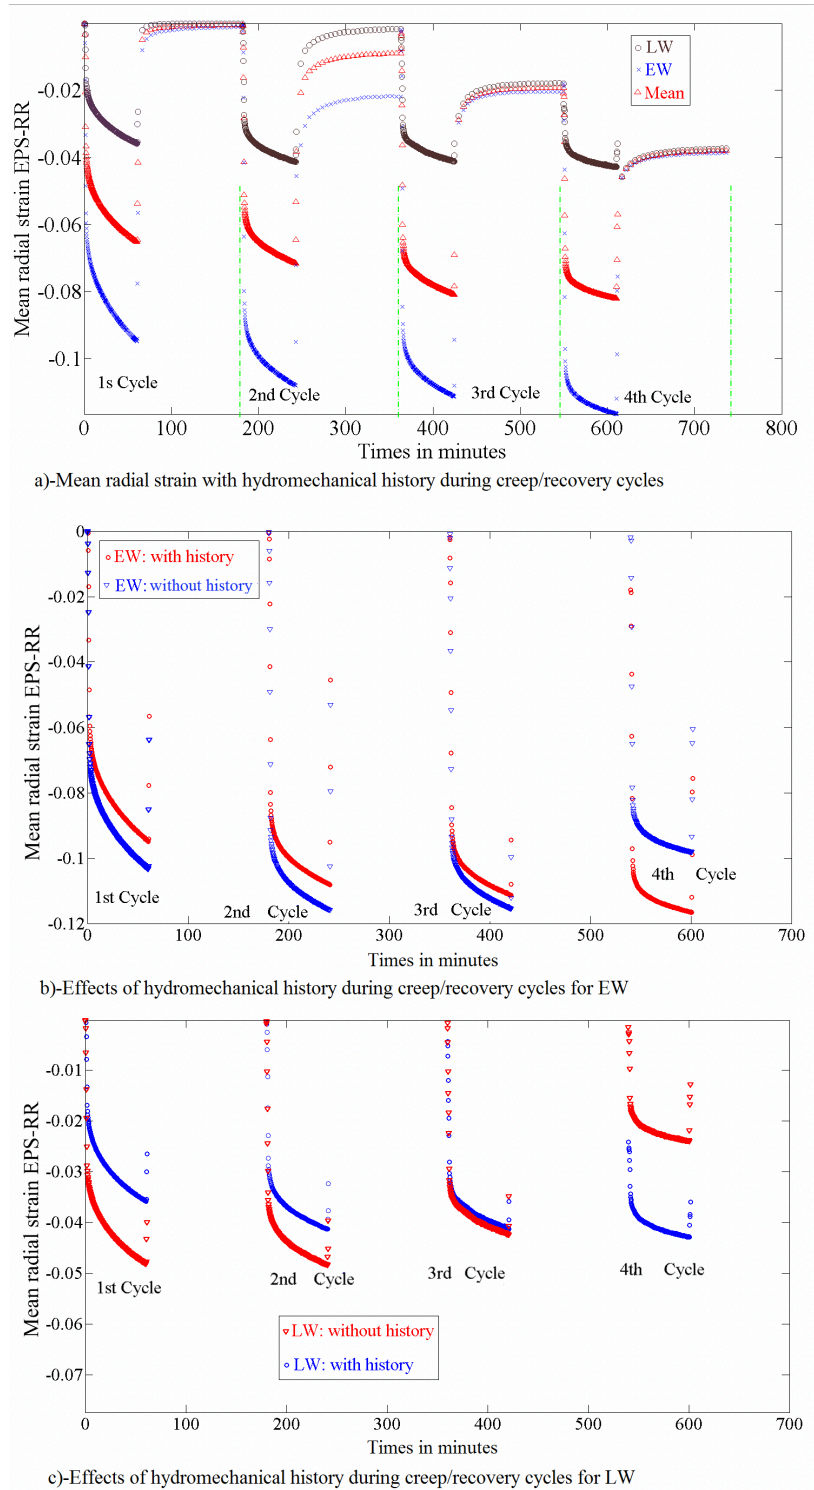 Mean radial strain EPS-RR
-0.02
-0.04
-0.06
-0.08
-0.1
LW
EW
Mean
1s Cycle
2nd Cycle
3rd Cycle
4th Cycle
0 100 200 300 400 500 600 700 800
Times in minutes
a)-Mean radial strain with hydromechanical history during creep/recovery cycles
Mean radial strain EPS-RR
0
-0.02
-0.04
-0.06
-0.08
-0.1
-0.12
EW: with history
EW: without history
1st Cycle
2nd Cycle
3rd Cycle
4th Cycle
0 100 200 300 400 500 600 700
Times in minutes
b)-Effects of hydromechanical history during creep/recovery cycles for EW
Mean radial strain EPS-RR
-0.01
-0.02
-0.03
-0.04
-0.05
-0.06
-0.07
1st Cycle
2nd Cycle
3rd Cycle
4th Cycle
LW: without history
LW: with history
0 100 200 300 400 500 600 700
Times in minutes
c)-Effects of hydromechanical history during creep/recovery cycles for LW